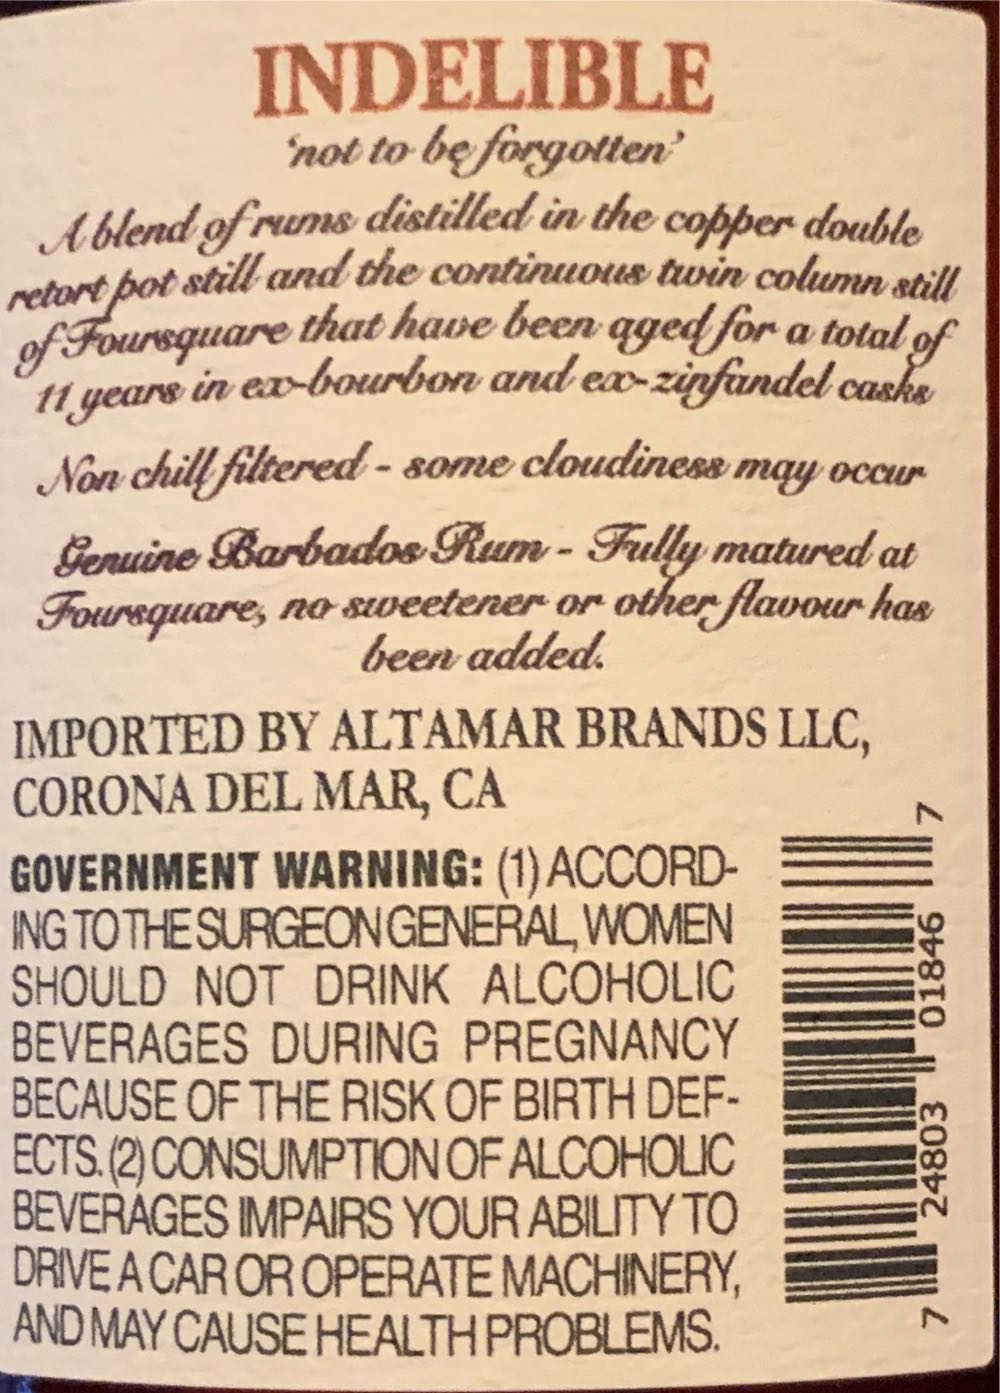 INDELIBLE
'not to be forgotten'
A blend of rums distilled in the copper double
retort pot still and the continuous twin column still
of Foursquare that have been aged for a total of
11 years in ex-bourbon and ex-zinfandel casks
Non chill filtered - some cloudiness may occur
Genuine Barbados Rum - Fully matured at
Foursquare, no sweetener or other flavour has
been added.
IMPORTED BY ALTAMAR BRANDS LLC,
CORONA DEL MAR, CA
GOVERNMENT WARNING: (1) ACCORD-
ING TO THE SURGEON GENERAL, WOMEN
SHOULD NOT DRINK ALCOHOLIC
BEVERAGES DURING PREGNANCY
BECAUSE OF THE RISK OF BIRTH DEF-
ECTS. (2) CONSUMPTION OF ALCOHOLIC
BEVERAGES IMPAIRS YOUR ABILITY TO
DRIVE A CAR OR OPERATE MACHINERY,
AND MAY CAUSE HEALTH PROBLEMS.
7 24803 01846 7